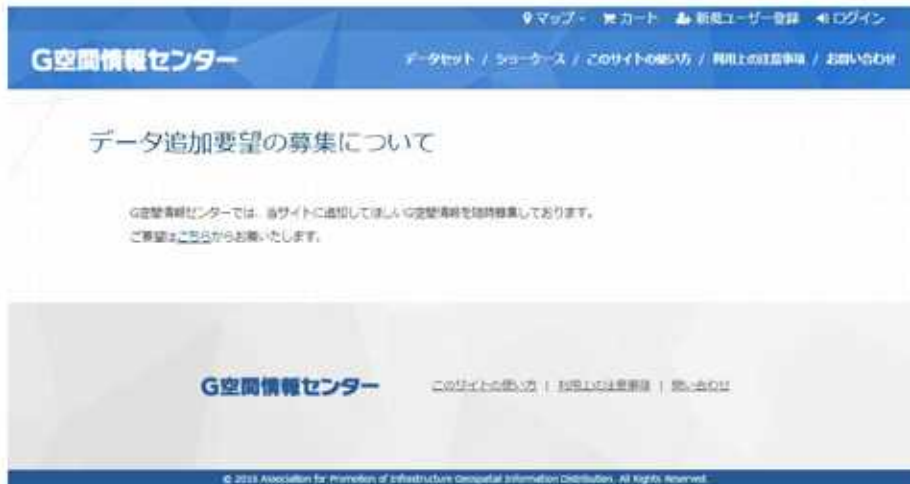 マップ カート 新規ユーザー登録 ログイン
G空間情報センター
データセット / ショーケース / このサイトの使い方 / 利用上の注意事項 / お問い合わせ
データ追加要望の募集について
G空間情報センターでは、当サイトに追加してほしいG空間情報を随時募集しております。
ご要望はこちらからお願いいたします。
G空間情報センター
このサイトの使い方 | 利用上の注意事項 | 問い合わせ
© 2016 Association for Promotion of Infrastructure Geospatial Information Distribution. All Rights Reserved.